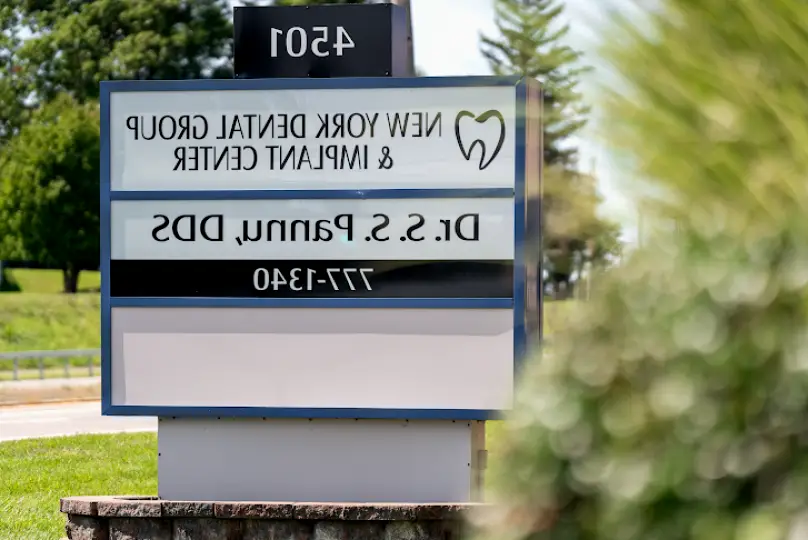 4501
NEW YORK DENTAL GROUP
& IMPLANT CENTER
Dr. S. S. Pannu, DDS
777-1340